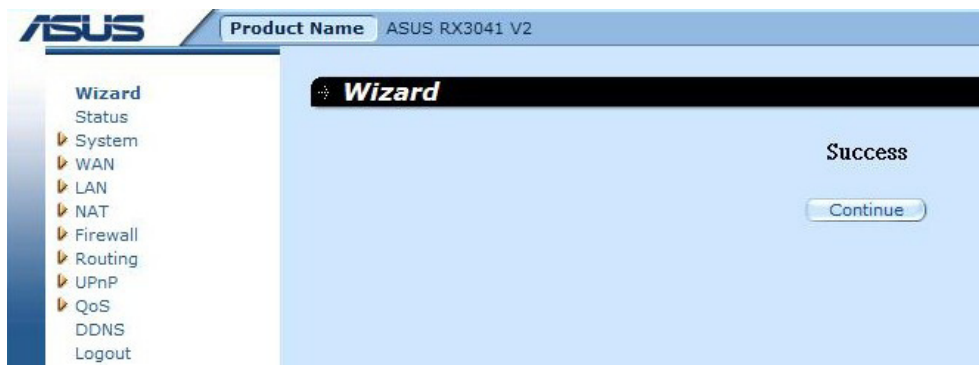 ASUS
Product Name ASUS RX3041 V2
Wizard
Status
System
WAN
LAN
NAT
Firewall
Routing
UPnP
QoS
DDNS
Logout
Wizard
Success
Continue